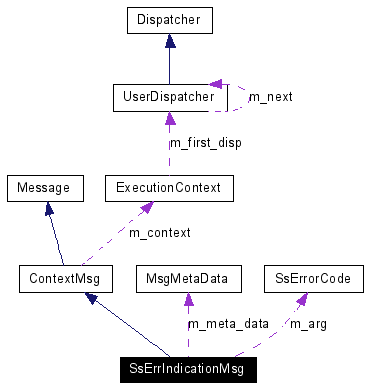 Dispatcher
UserDispatcher
m_next
m_first_disp
Message
ExecutionContext
m_context
ContextMsg
MsgMetaData
SsErrorCode
m_meta_data
m_arg
SsErrIndicationMsg